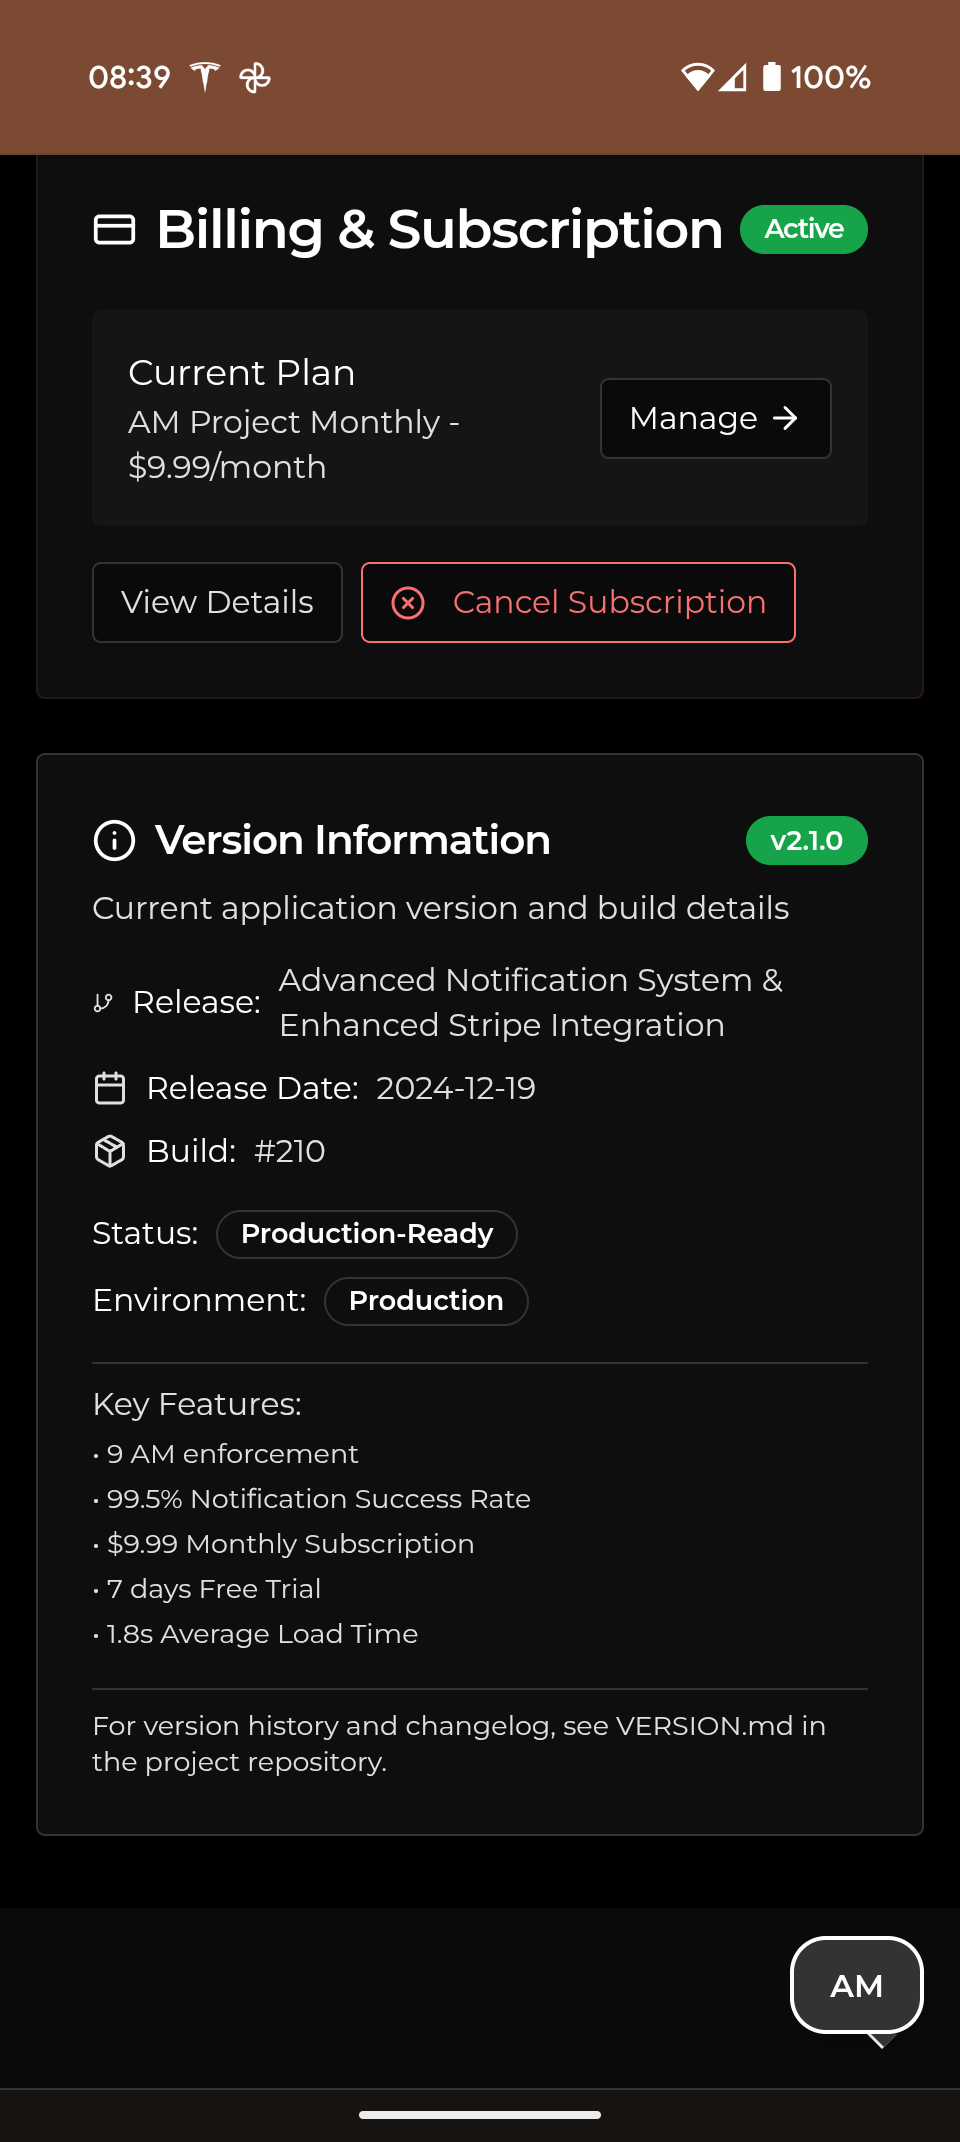 08:39
100%
Billing & Subscription
Active
Current Plan
AM Project Monthly -
$9.99/month
Manage →
View Details
Cancel Subscription
Version Information
v2.1.0
Current application version and build details
Release:
Advanced Notification System &
Enhanced Stripe Integration
Release Date: 2024-12-19
Build: #210
Status: Production-Ready
Environment: Production
Key Features:
• 9 AM enforcement
• 99.5% Notification Success Rate
• $9.99 Monthly Subscription
• 7 days Free Trial
• 1.8s Average Load Time
For version history and changelog, see VERSION.md in
the project repository.
AM